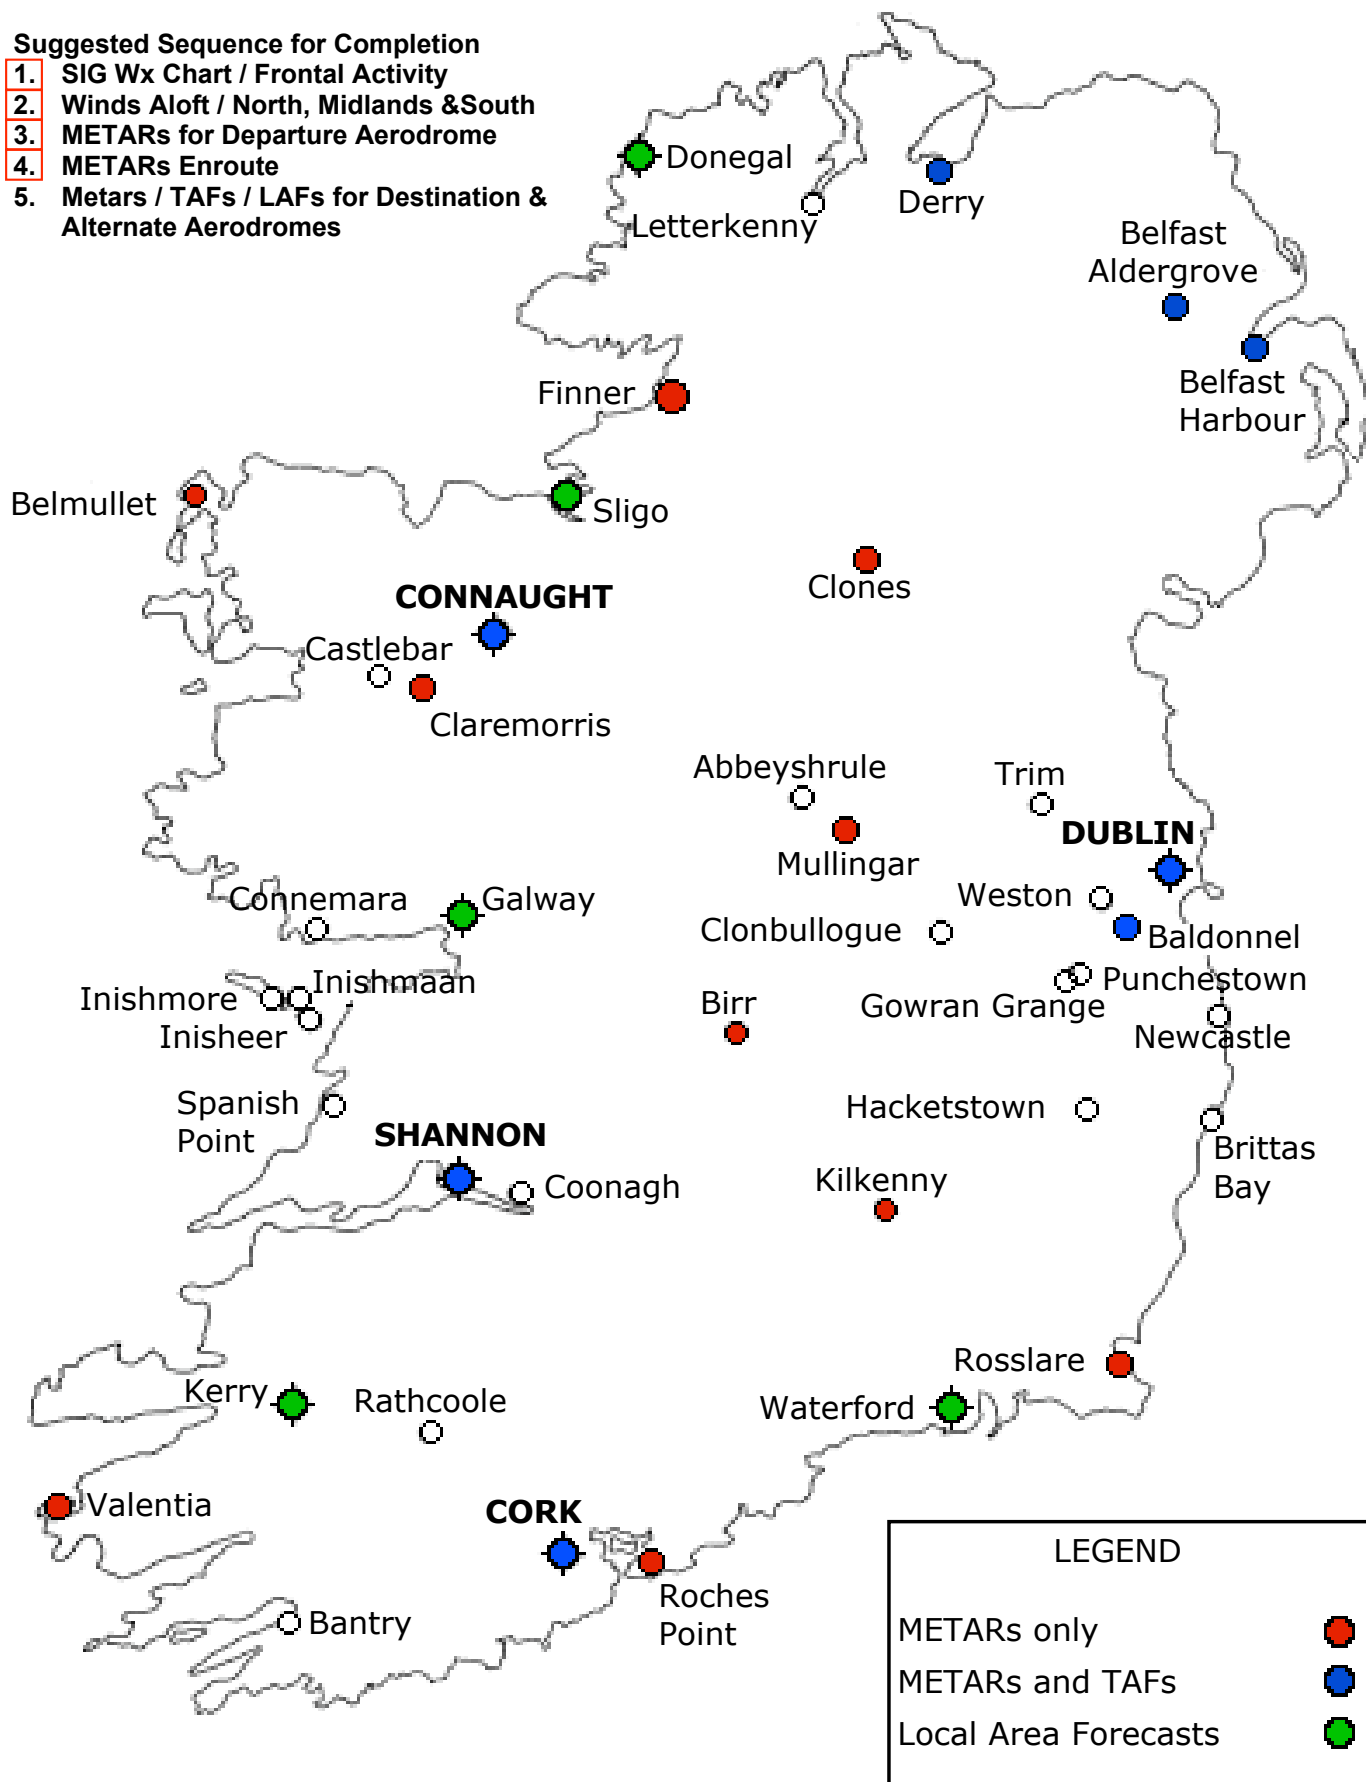 Suggested Sequence for Completion
1. SIG Wx Chart / Frontal Activity
2. Winds Aloft / North, Midlands &South
3. METARs for Departure Aerodrome
4. METARs Enroute
5. Metars / TAFs / LAFs for Destination &
Alternate Aerodromes
Donegal
Letterkenny
Derry
Belfast
Aldergrove
Belfast
Harbour
Finner
Belmullet
Sligo
Clones
CONNAUGHT
Castlebar
Claremorris
Abbeyshrule
Trim
DUBLIN
Mullingar
Connemara
Galway
Weston
Clonbullogue
Baldonnel
Inishmore
Inishmaan
Inisheer
Birr
Punchestown
Gowran Grange
Newcastle
Spanish
Point
Hacketstown
SHANNON
Coonagh
Brittas
Bay
Kilkenny
Rosslare
Kerry
Rathcoole
Waterford
Valentia
CORK
Roches
Point
Bantry
LEGEND
METARs only
METARs and TAFs
Local Area Forecasts